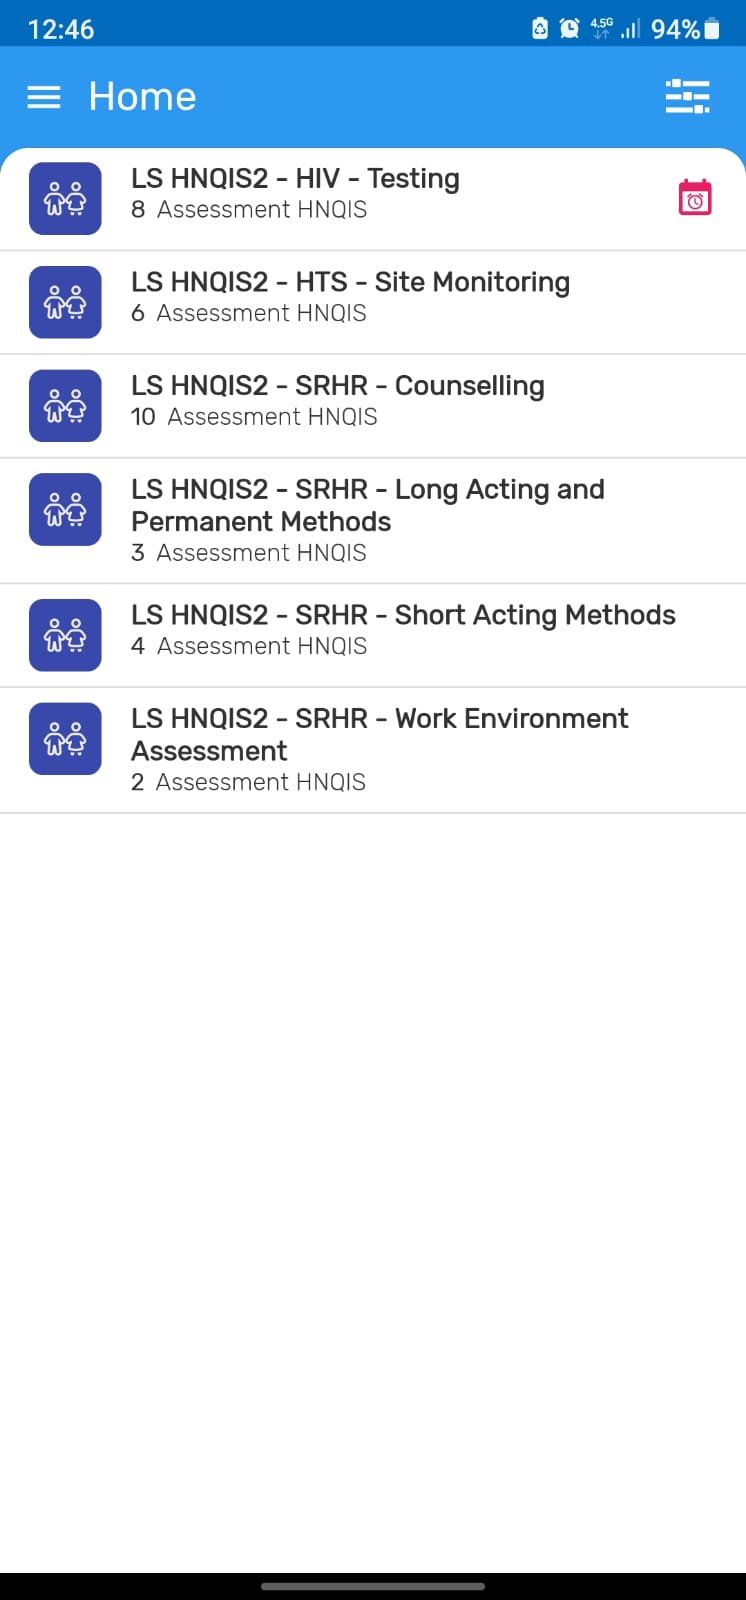 12:46
4.5G
94%
Home
LS HNQIS2 - HIV - Testing
8 Assessment HNQIS
LS HNQIS2 - HTS - Site Monitoring
6 Assessment HNQIS
LS HNQIS2 - SRHR - Counselling
10 Assessment HNQIS
LS HNQIS2 - SRHR - Long Acting and
Permanent Methods
3 Assessment HNQIS
LS HNQIS2 - SRHR - Short Acting Methods
4 Assessment HNQIS
LS HNQIS2 - SRHR - Work Environment
Assessment
2 Assessment HNQIS